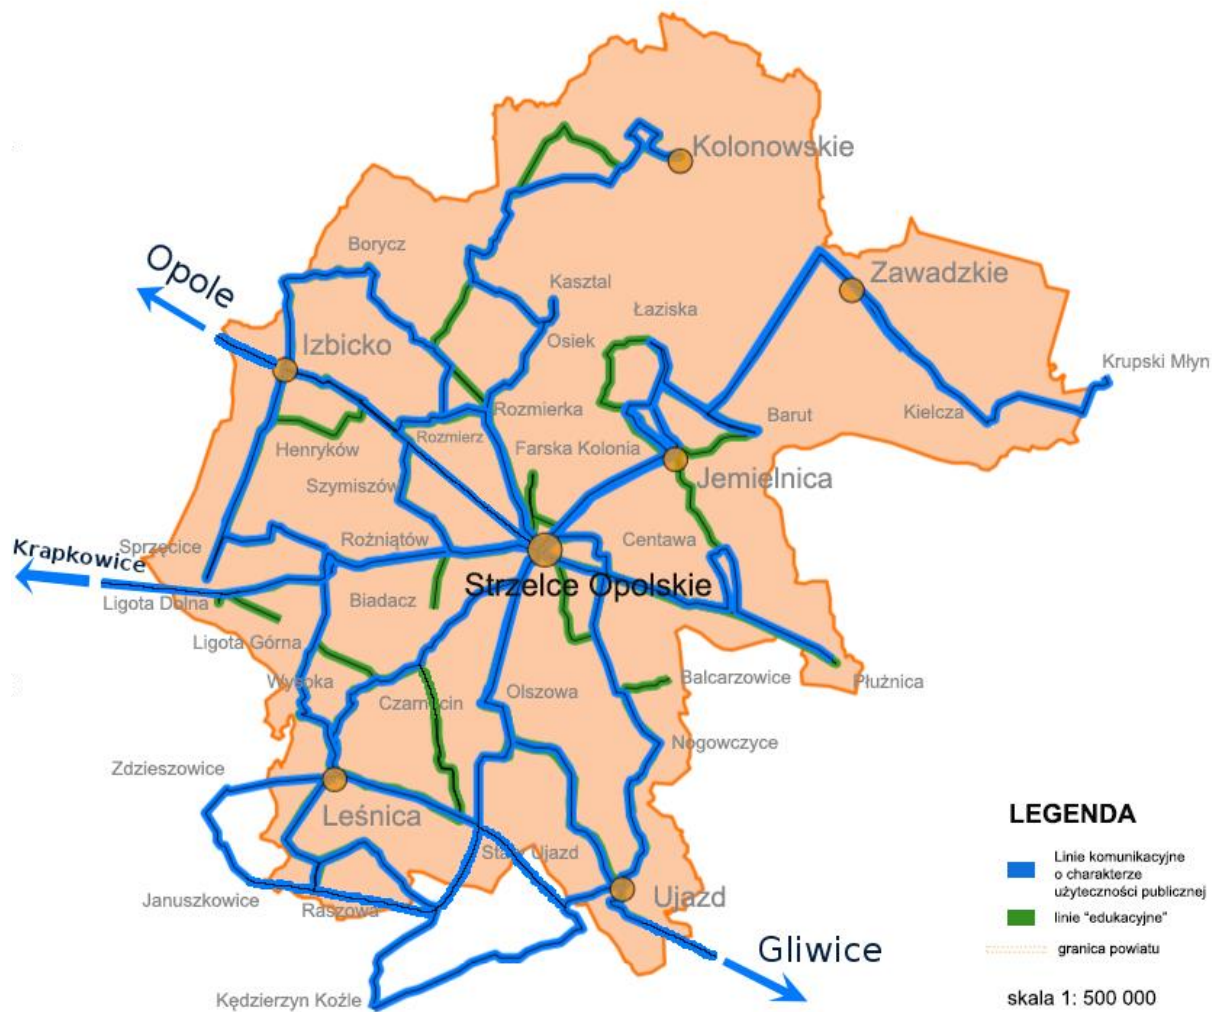 Kolonowskie
Borycz
Opole
Zawadzkie
Kasztal
Łaziska
Osiek
Izbicko
Krupski Młyn
Rozmierka
Barut
Kielcza
Rozmierz
Farska Kolonia
Henryków
Jemielnica
Szymiszów
Krapkowice
Sprzęcice
Roźniątów
Centawa
Strzelce Opolskie
Ligota Dolna
Biadacz
Ligota Górna
Wysoka
Balcarzowice
Płużnica
Czarnocin
Olszowa
Nogowczyce
Zdzieszowice
Leśnica
LEGENDA
Stary Ujazd
Linie komunikacyjne
o charakterze
użyteczności publicznej
Ujazd
Januszkowice
Raszowa
linie "edukacyjne"
Gliwice
granica powiatu
Kędzierzyn Koźle
skala 1: 500 000